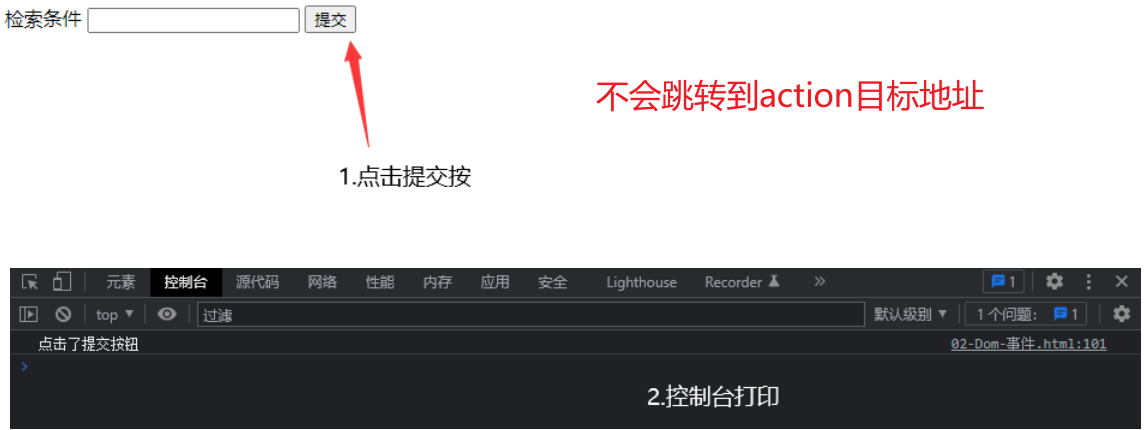 检索条件 提交
不会跳转到action目标地址
1.点击提交按
元素 控制台 源代码 网络 性能 内存 应用 安全 Lighthouse Recorder » 1
top ▼ 过滤 默认级别 ▼ 1 个问题: 1
点击了提交按钮 02-Dom-事件.html:101
>
2.控制台打印